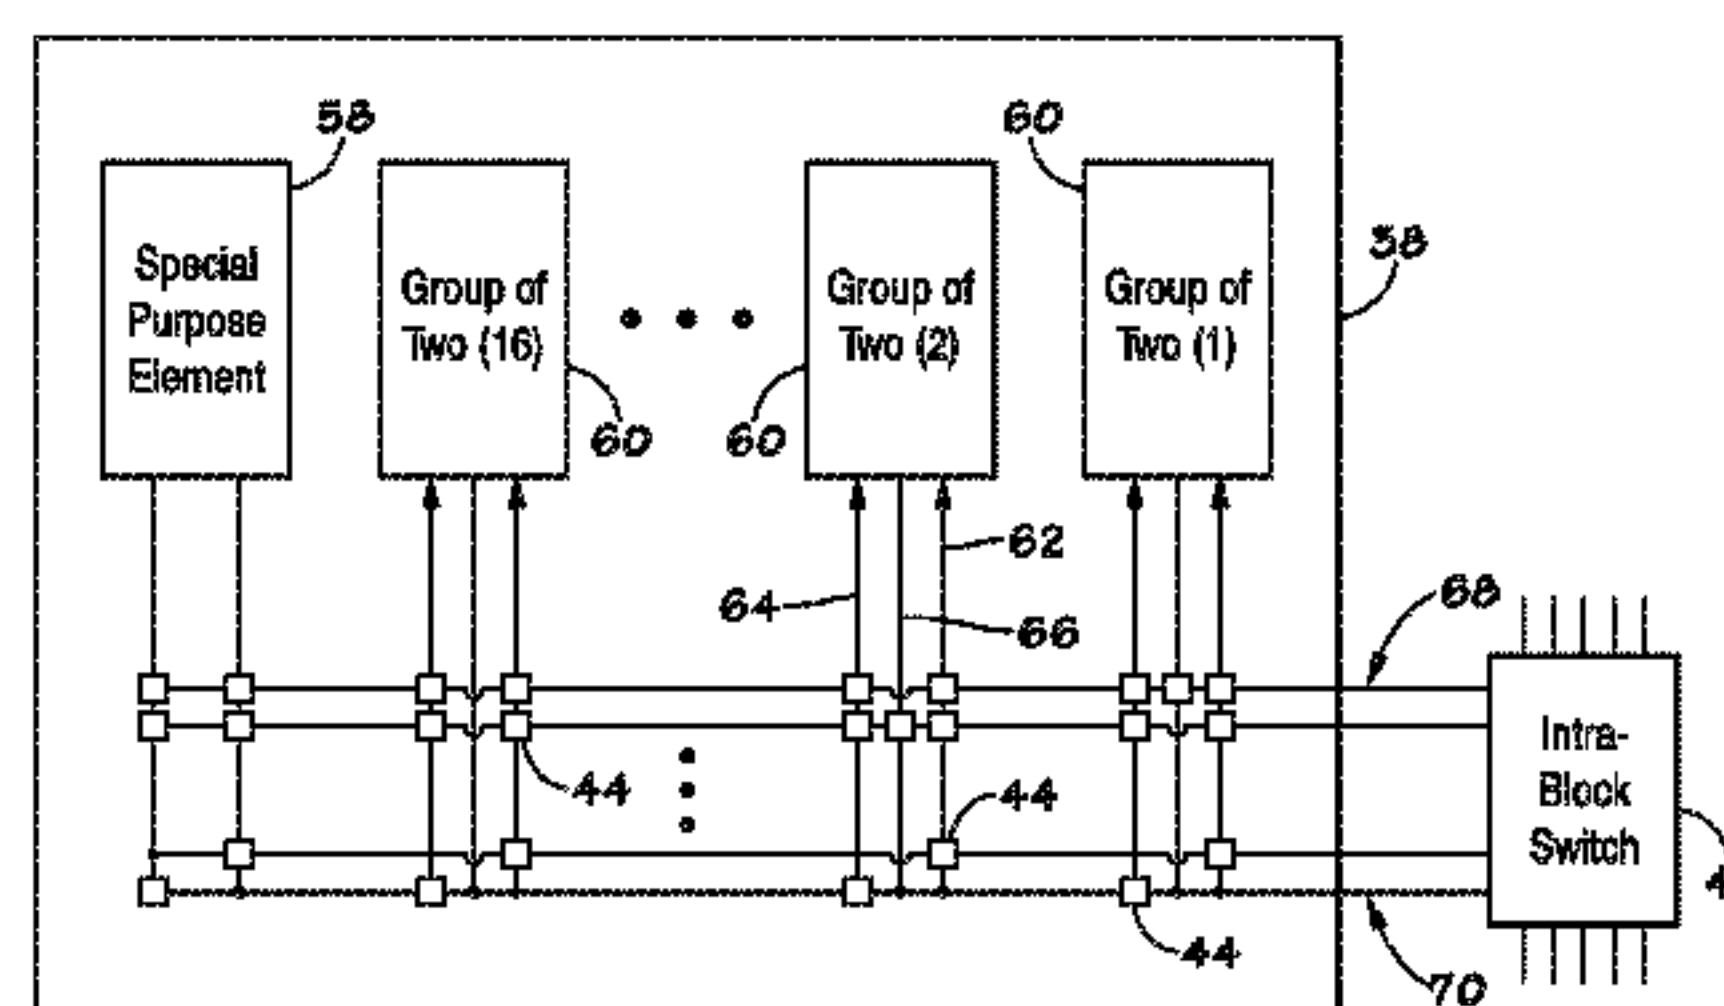 58
60
Special
Purpose
Element
Group of
Two (16)
Group of
Two (2)
Group of
Two (1)
38
60
60
62
64
66
68
Intra-
Block
Switch
44
44
44
70